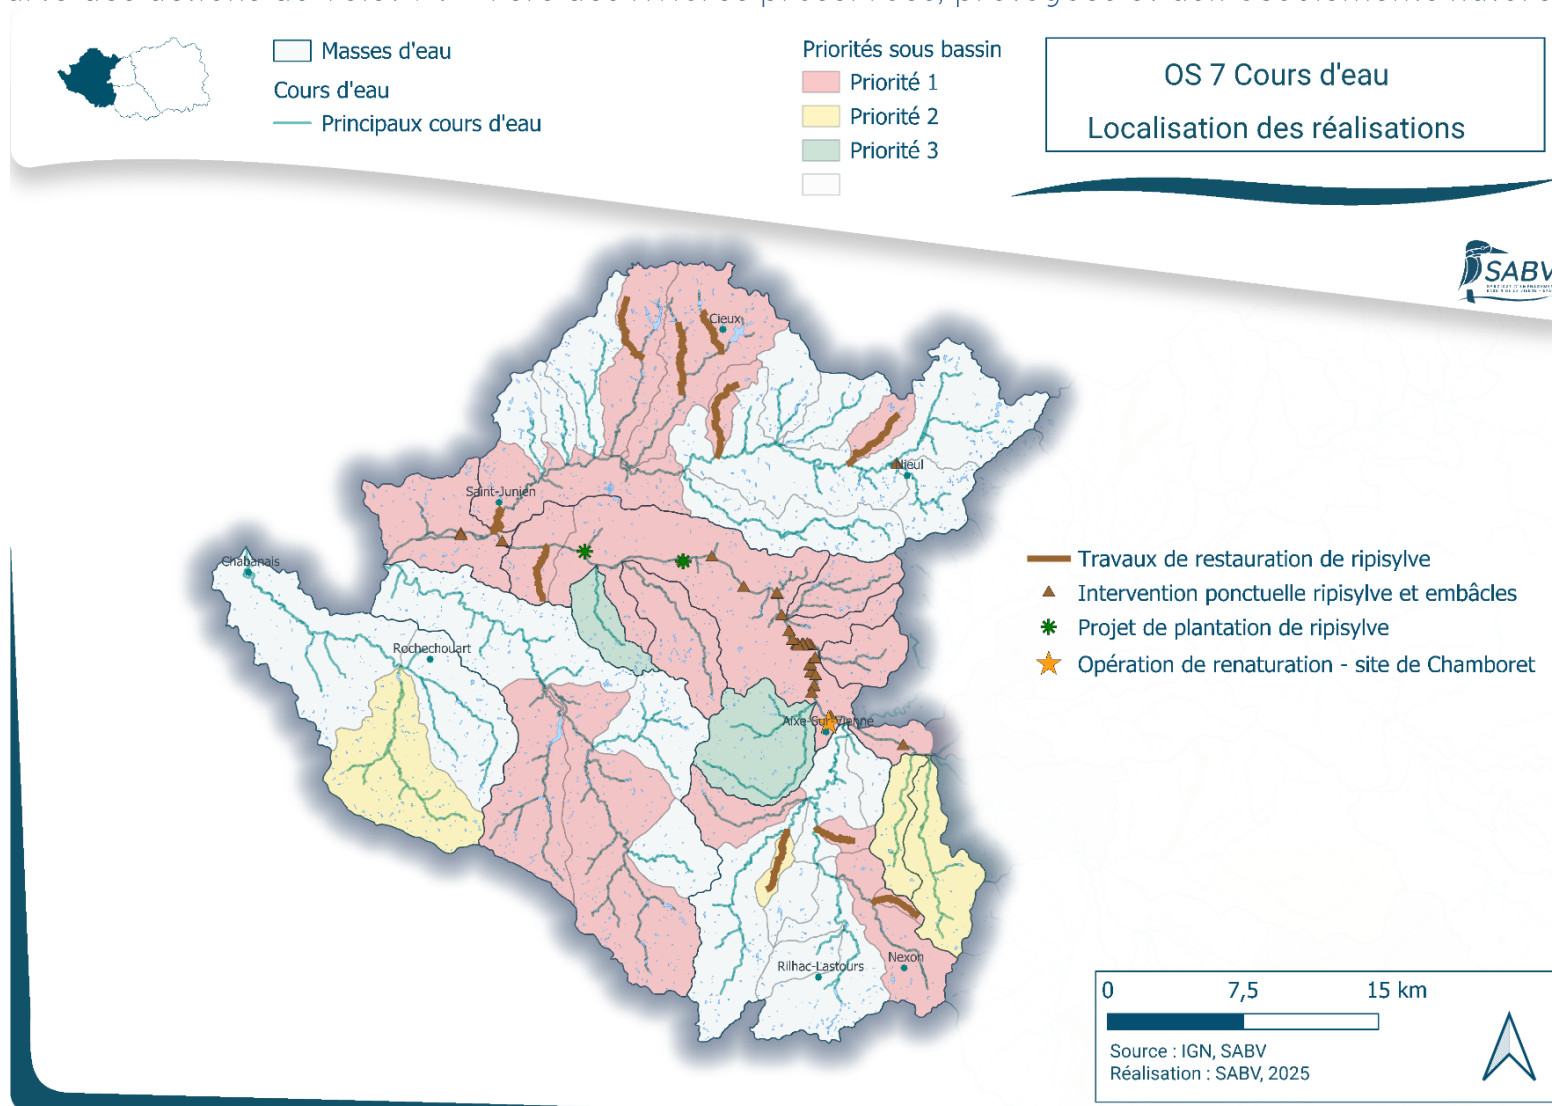 Masses d'eau
Cours d'eau
Principaux cours d'eau
Priorités sous bassin
Priorité 1
Priorité 2
Priorité 3
OS 7 Cours d'eau
Localisation des réalisations
SABV
Cieux
Nieul
Saint-Junien
Chabanais
Rochechouart
Aixe-Sur-Vienne
Rilhac-Lastours
Nexon
Travaux de restauration de ripisylve
Intervention ponctuelle ripisylve et embâcles
Projet de plantation de ripisylve
Opération de renaturation - site de Chamboret
0 7,5 15 km
Source : IGN, SABV
Réalisation : SABV, 2025